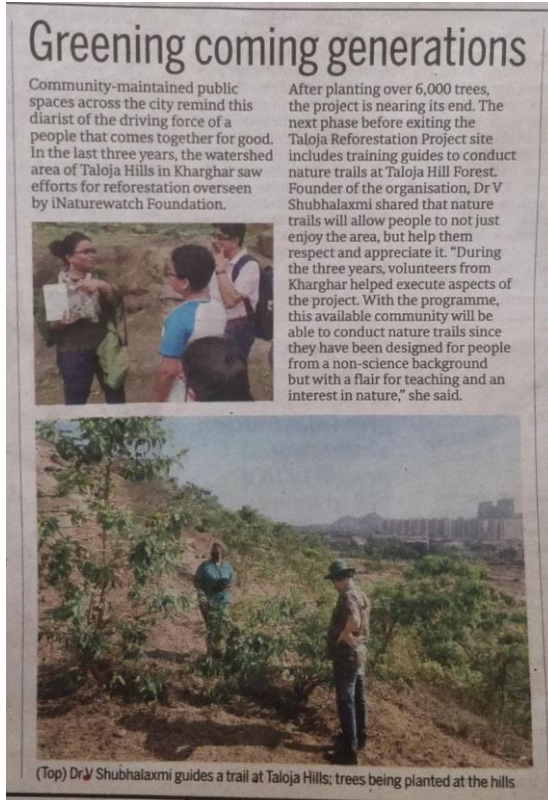 Greening coming generations
Community-maintained public
spaces across the city remind this
diarist of the driving force of a
people that comes together for good.
In the last three years, the watershed
area of Taloja Hills in Kharghar saw
efforts for reforestation overseen
by iNaturewatch Foundation.
After planting over 6,000 trees,
the project is nearing its end. The
next phase before exiting the
Taloja Reforestation Project site
includes training guides to conduct
nature trails at Taloja Hill Forest.
Founder of the organisation, Dr V
Shubhalaxmi shared that nature
trails will allow people to not just
enjoy the area, but help them
respect and appreciate it. “During
the three years, volunteers from
Kharghar helped execute aspects of
the project. With the programme,
this available community will be
able to conduct nature trails since
they have been designed for people
from a non-science background
but with a flair for teaching and an
interest in nature,” she said.
(Top) Dr V Shubhalaxmi guides a trail at Taloja Hills; trees being planted at the hills